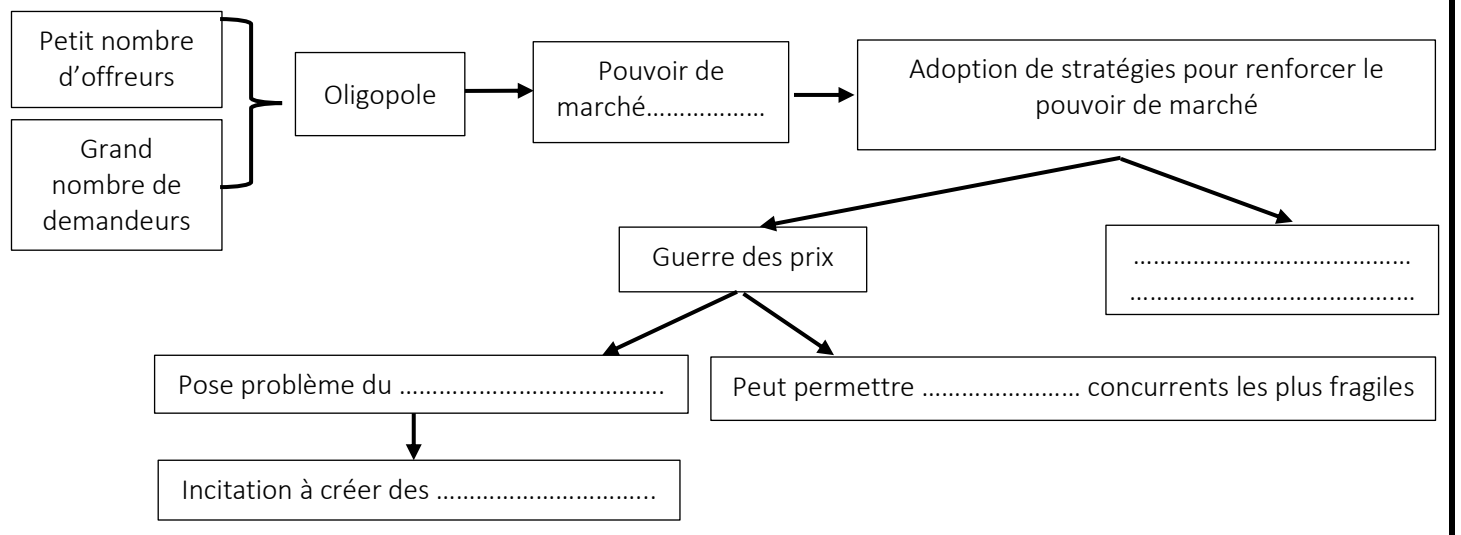 Petit nombre
d’offreurs
Grand
nombre de
demandeurs
Oligopole
Pouvoir de
marché………………
Adoption de stratégies pour renforcer le
pouvoir de marché
Guerre des prix
……………………………………
………………………………….…
Pose problème du ………………………………….
Peut permettre …………………… concurrents les plus fragiles
Incitation à créer des …………………………...